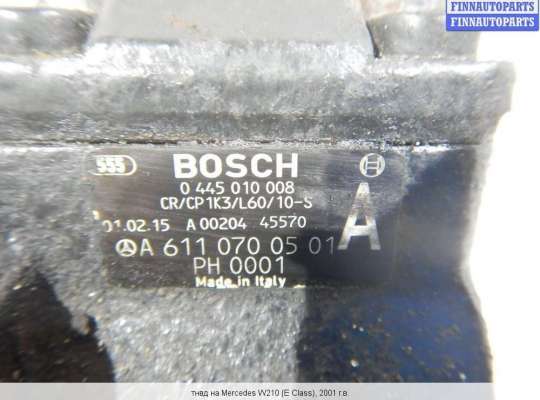 FINNAUTOPARTS
FINNAUTOPARTS
555 BOSCH
0 445 010 008
CR/CP1K3/L60/10-S
01.02.15 A 00204 45570
A 611 070 05 01 A
PH 0001
Made in Italy
тнвд на Mercedes W210 (E Class), 2001 г.в.